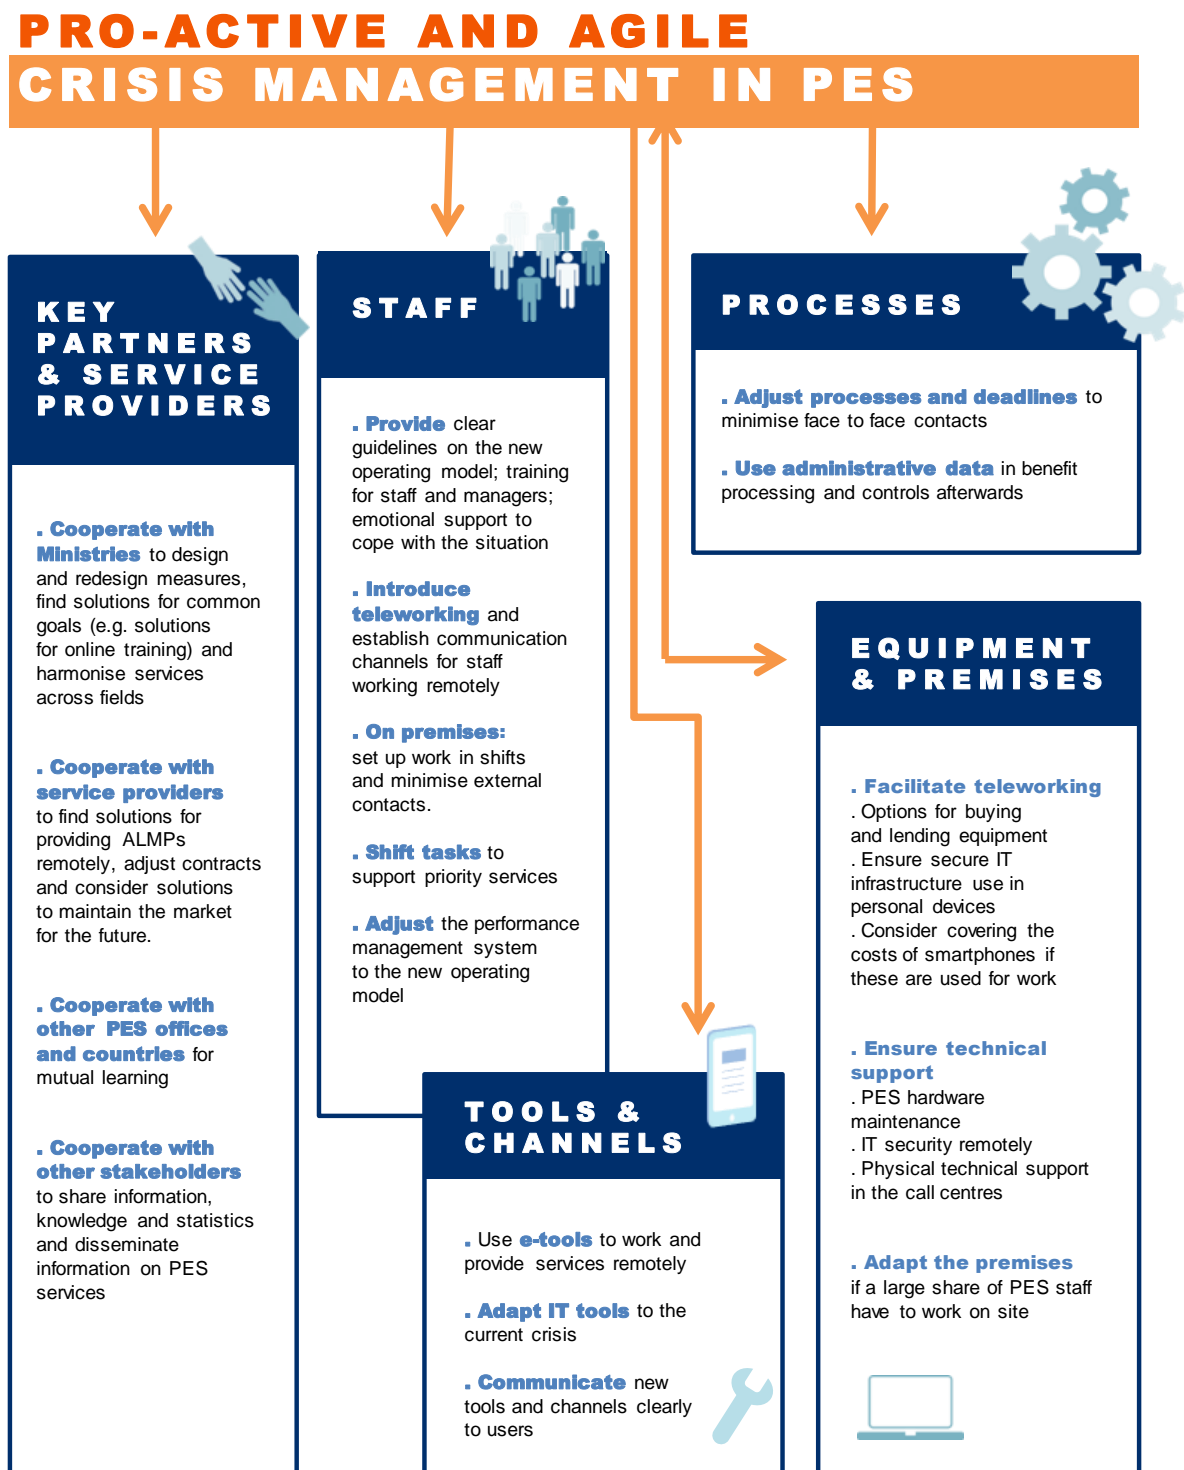 PRO-ACTIVE AND AGILE
CRISIS MANAGEMENT IN PES
KEY
PARTNERS
& SERVICE
PROVIDERS
. Cooperate with
Ministries to design
and redesign measures,
find solutions for common
goals (e.g. solutions
for online training) and
harmonise services
across fields
. Cooperate with
service providers
to find solutions for
providing ALMPs
remotely, adjust contracts
and consider solutions
to maintain the market
for the future.
. Cooperate with
other PES offices
and countries for
mutual learning
. Cooperate with
other stakeholders
to share information,
knowledge and statistics
and disseminate
information on PES
services
STAFF
. Provide clear
guidelines on the new
operating model; training
for staff and managers;
emotional support to
cope with the situation
. Introduce
teleworking and
establish communication
channels for staff
working remotely
. On premises:
set up work in shifts
and minimise external
contacts.
. Shift tasks to
support priority services
. Adjust the performance
management system
to the new operating
model
TOOLS &
CHANNELS
. Use e-tools to work and
provide services remotely
. Adapt IT tools to the
current crisis
. Communicate new
tools and channels clearly
to users
PROCESSES
. Adjust processes and deadlines to
minimise face to face contacts
. Use administrative data in benefit
processing and controls afterwards
EQUIPMENT
& PREMISES
. Facilitate teleworking
. Options for buying
and lending equipment
. Ensure secure IT
infrastructure use in
personal devices
. Consider covering the
costs of smartphones if
these are used for work
. Ensure technical
support
. PES hardware
maintenance
. IT security remotely
. Physical technical support
in the call centres
. Adapt the premises
if a large share of PES staff
have to work on site